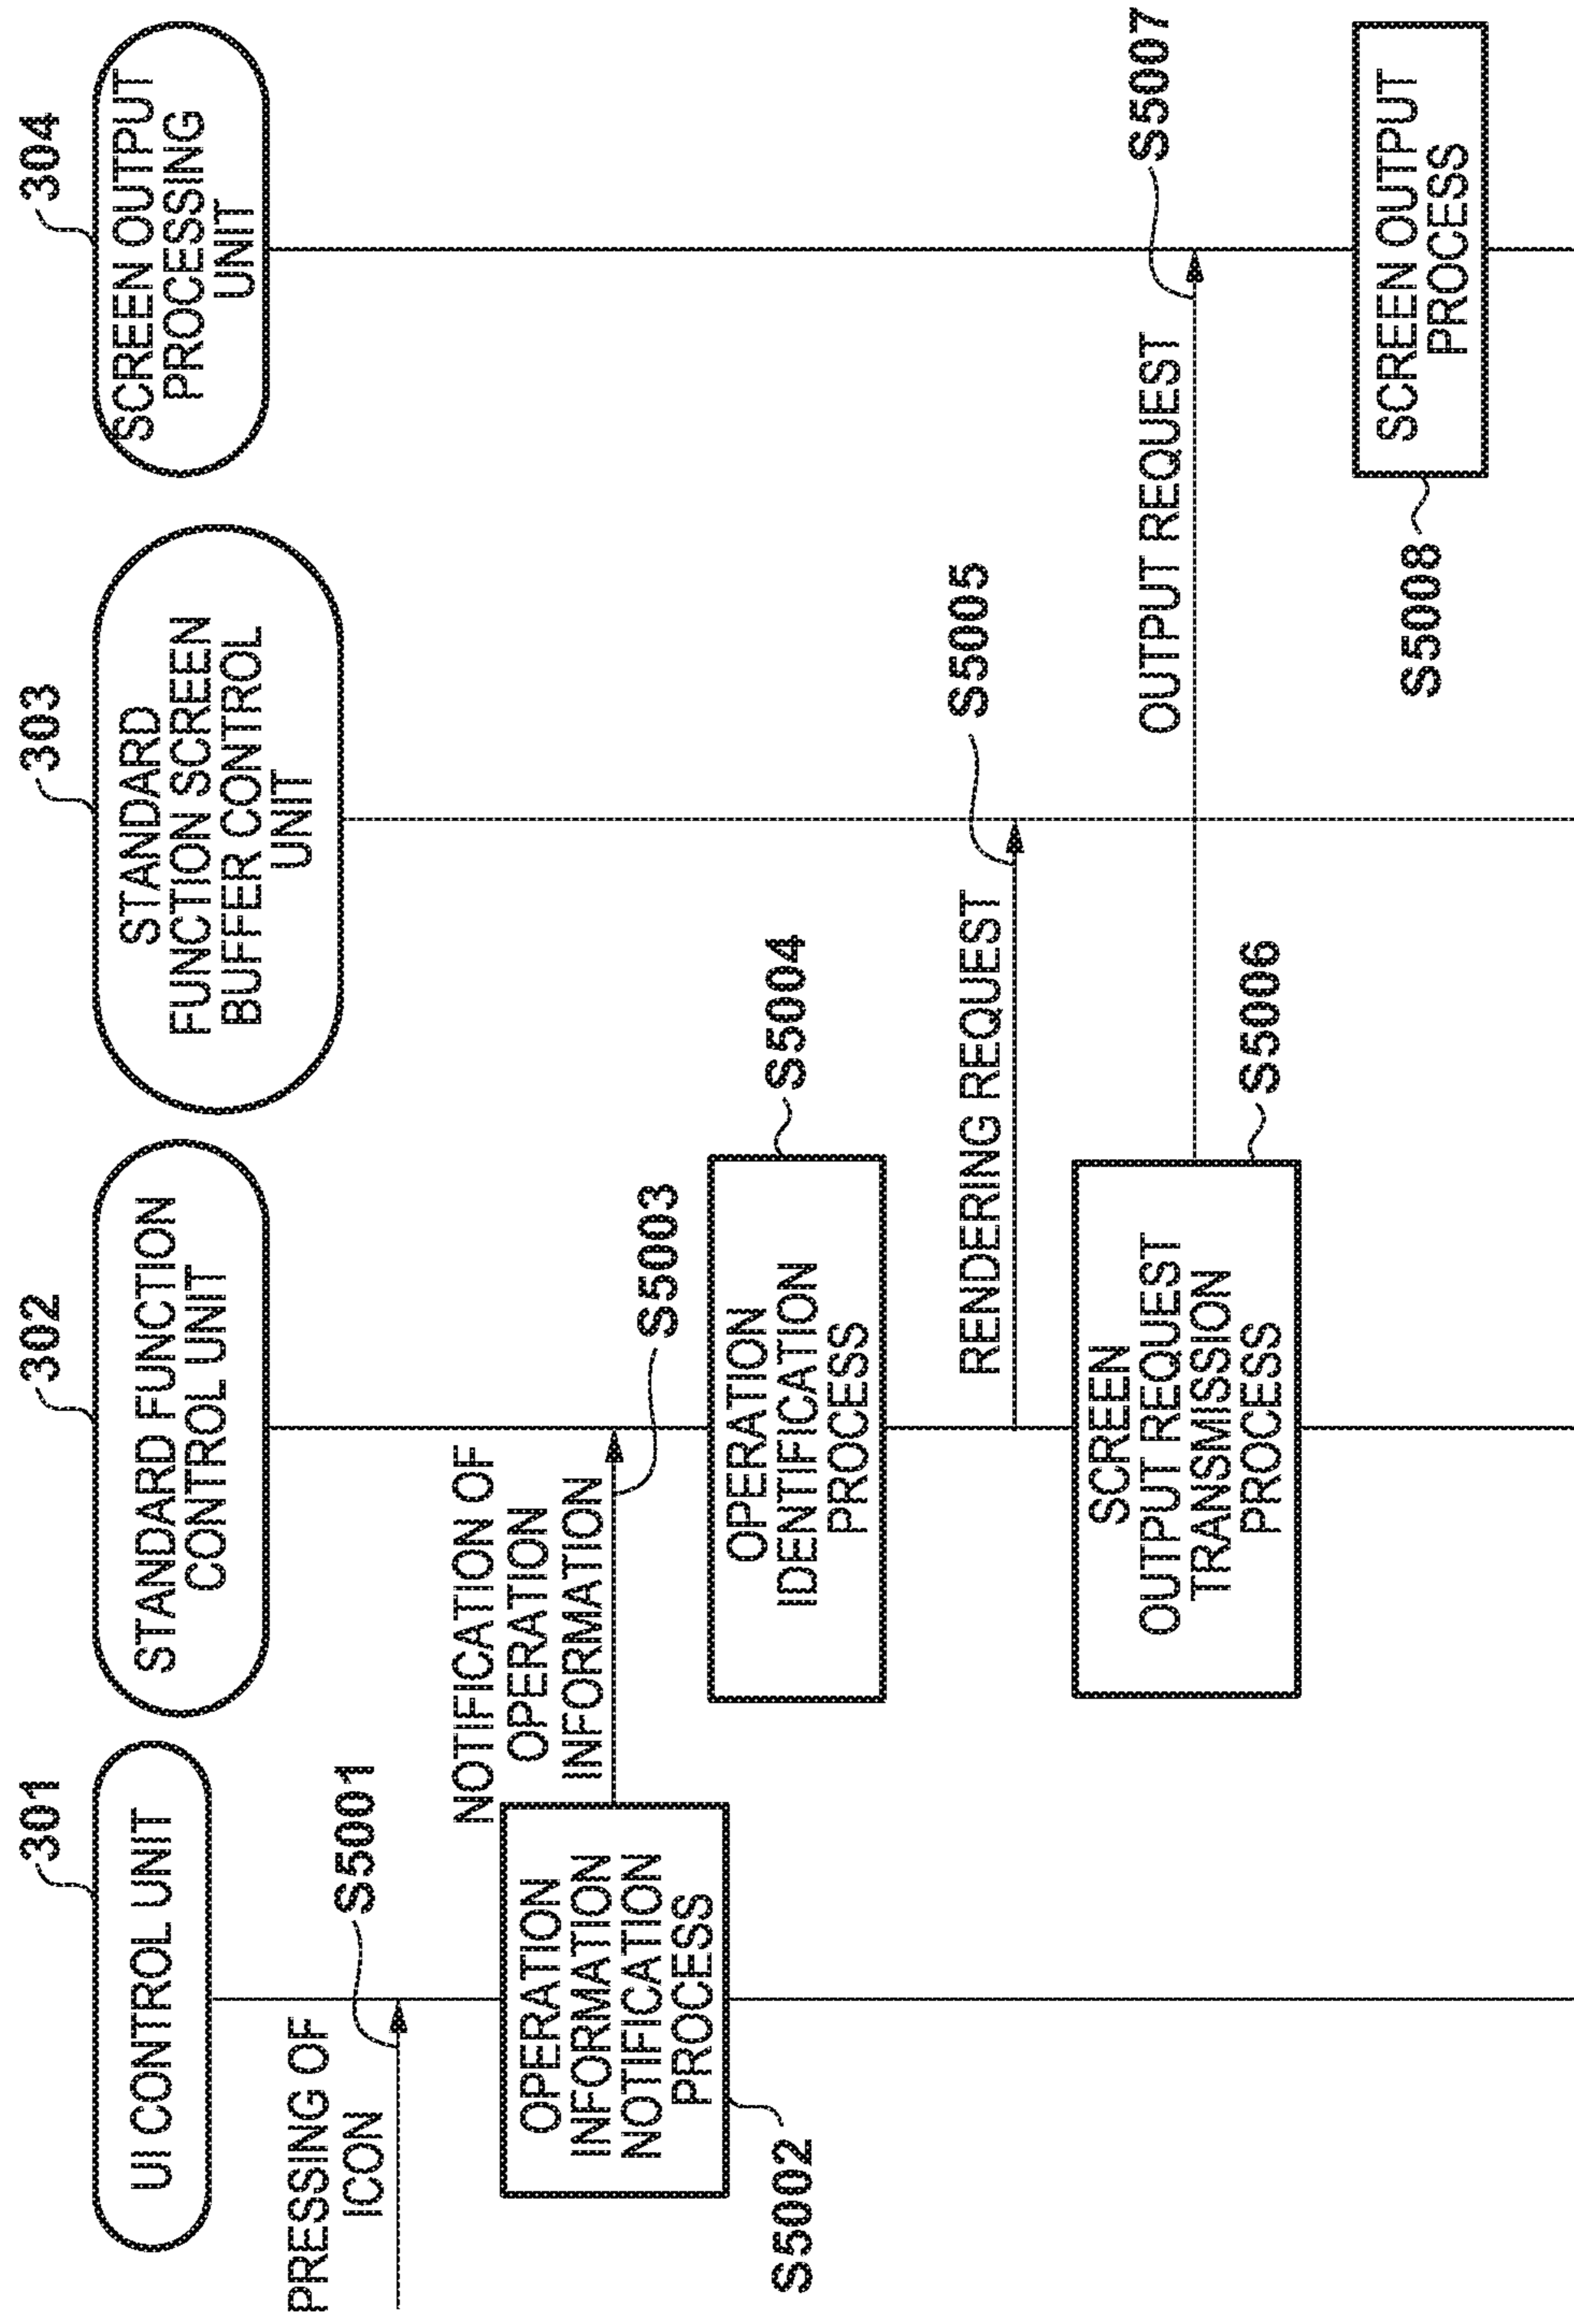 301
UI CONTROL UNIT
302
STANDARD FUNCTION
CONTROL UNIT
303
STANDARD
FUNCTION SCREEN
BUFFER CONTROL
UNIT
304
SCREEN OUTPUT
PROCESSING
UNIT
PRESSING OF
ICON
S5001
OPERATION
INFORMATION
NOTIFICATION
PROCESS
S5002
NOTIFICATION OF
OPERATION
INFORMATION
S5003
OPERATION
IDENTIFICATION
PROCESS
S5004
RENDERING REQUEST
S5005
SCREEN
OUTPUT REQUEST
TRANSMISSION
PROCESS
S5006
OUTPUT REQUEST
S5007
SCREEN OUTPUT
PROCESS
S5008